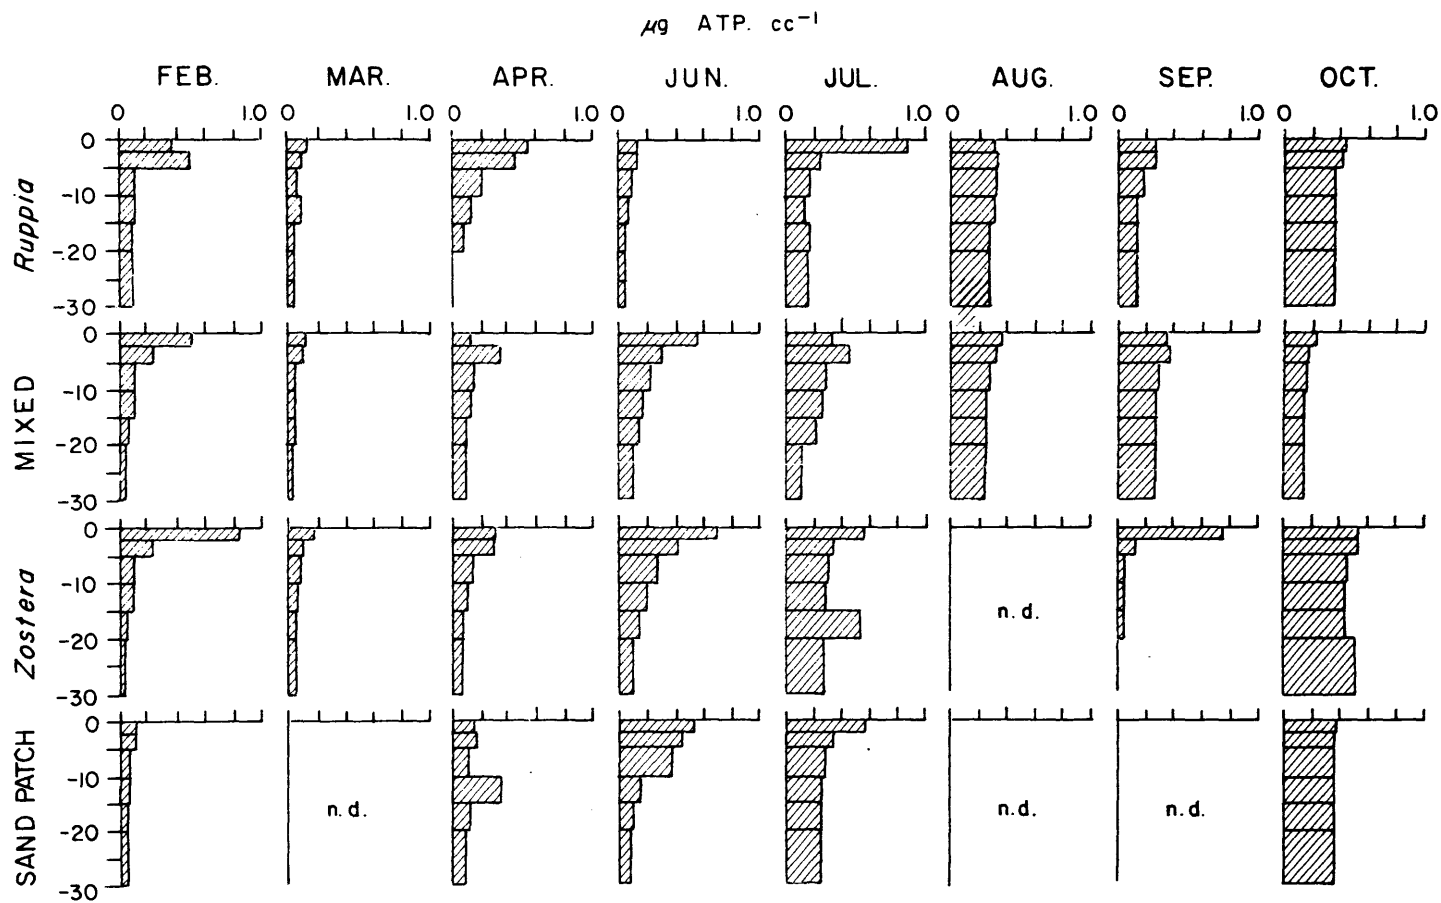 µg ATP. cc⁻¹
FEB. MAR. APR. JUN. JUL. AUG. SEP. OCT.
0 1.0 0 1.0 0 1.0 0 1.0 0 1.0 0 1.0 0 1.0 0 1.0
Ruppia
0
-10
-20
-30
MIXED
0
-10
-20
-30
Zostera
0
-10
-20
-30
n.d.
SAND PATCH
0
-10
-20
-30
n.d. n.d. n.d.